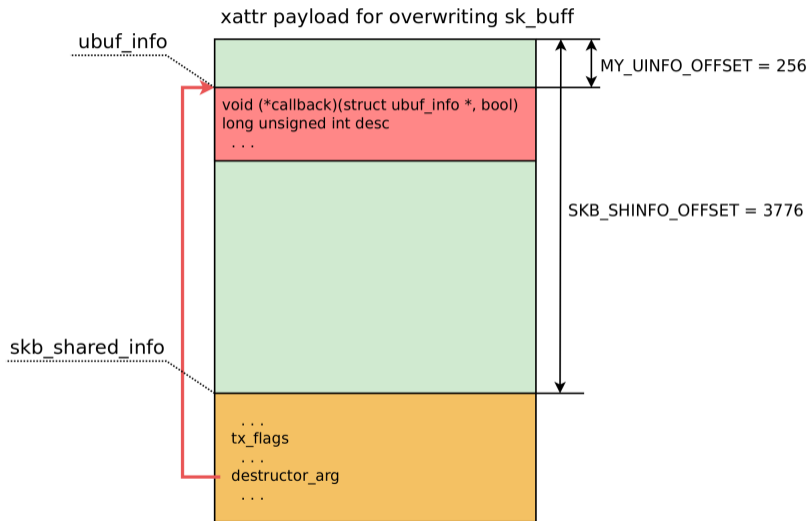 xattr payload for overwriting sk_buff
ubuf_info
MY_UINFO_OFFSET = 256
void (*callback)(struct ubuf_info *, bool)
long unsigned int desc
. . .
SKB_SHINFO_OFFSET = 3776
skb_shared_info
. . .
tx_flags
. . .
destructor_arg
. . .